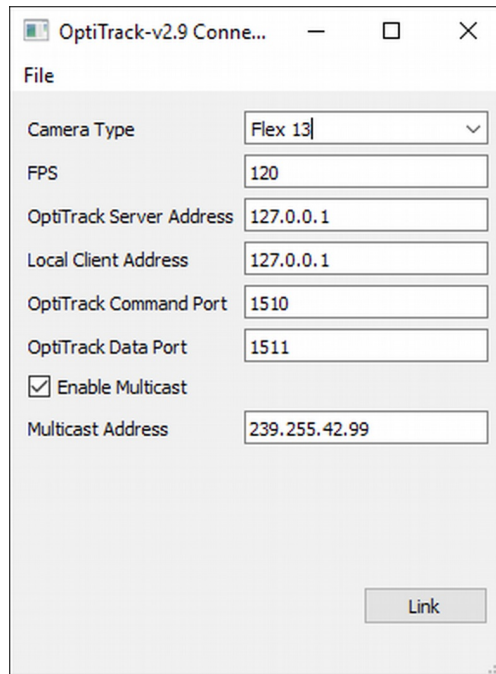 OptiTrack-v2.9 Conne...
File
Camera Type Flex 13
FPS 120
OptiTrack Server Address 127.0.0.1
Local Client Address 127.0.0.1
OptiTrack Command Port 1510
OptiTrack Data Port 1511
Enable Multicast
Multicast Address 239.255.42.99
Link